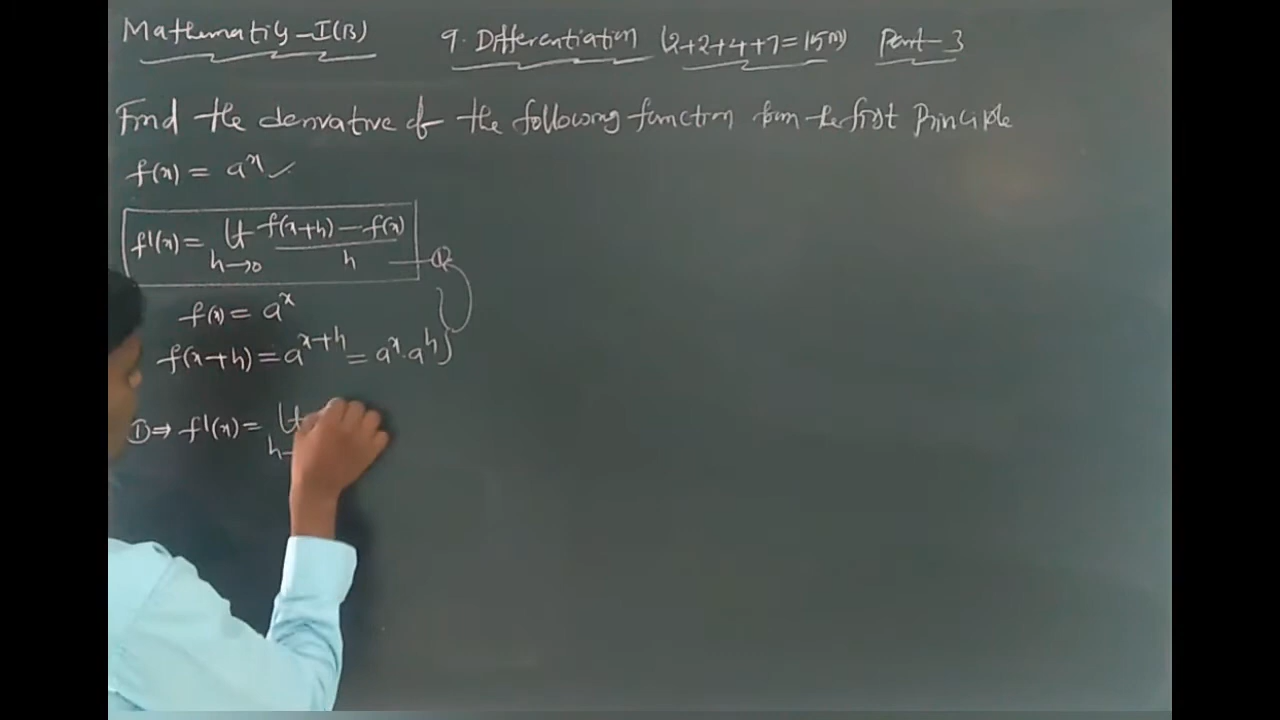 Mathematics-I(B) 9. Differentiation (2+2+4+7=15M) Part-3
Find the derivative of the following function from the first Principle
f(x) = a^x ✓
f'(x) = Lt h→0 f(x+h) - f(x) / h — ①
f(x) = a^x
f(x+h) = a^x+h = a^x . a^h
① ⇒ f'(x) = Lt h-